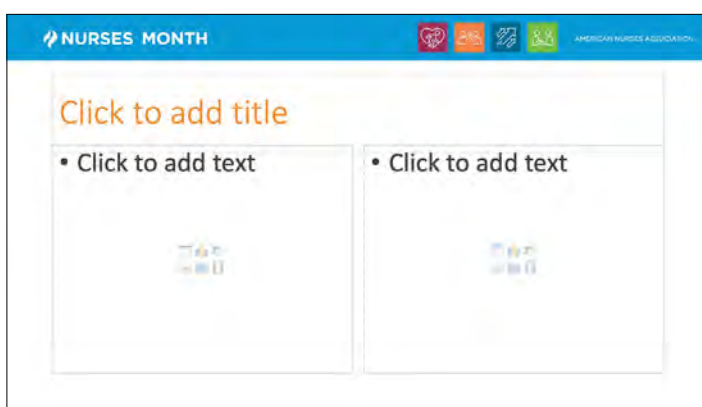 NURSES MONTH
AMERICAN NURSES ASSOCIATION
Click to add title
• Click to add text
• Click to add text